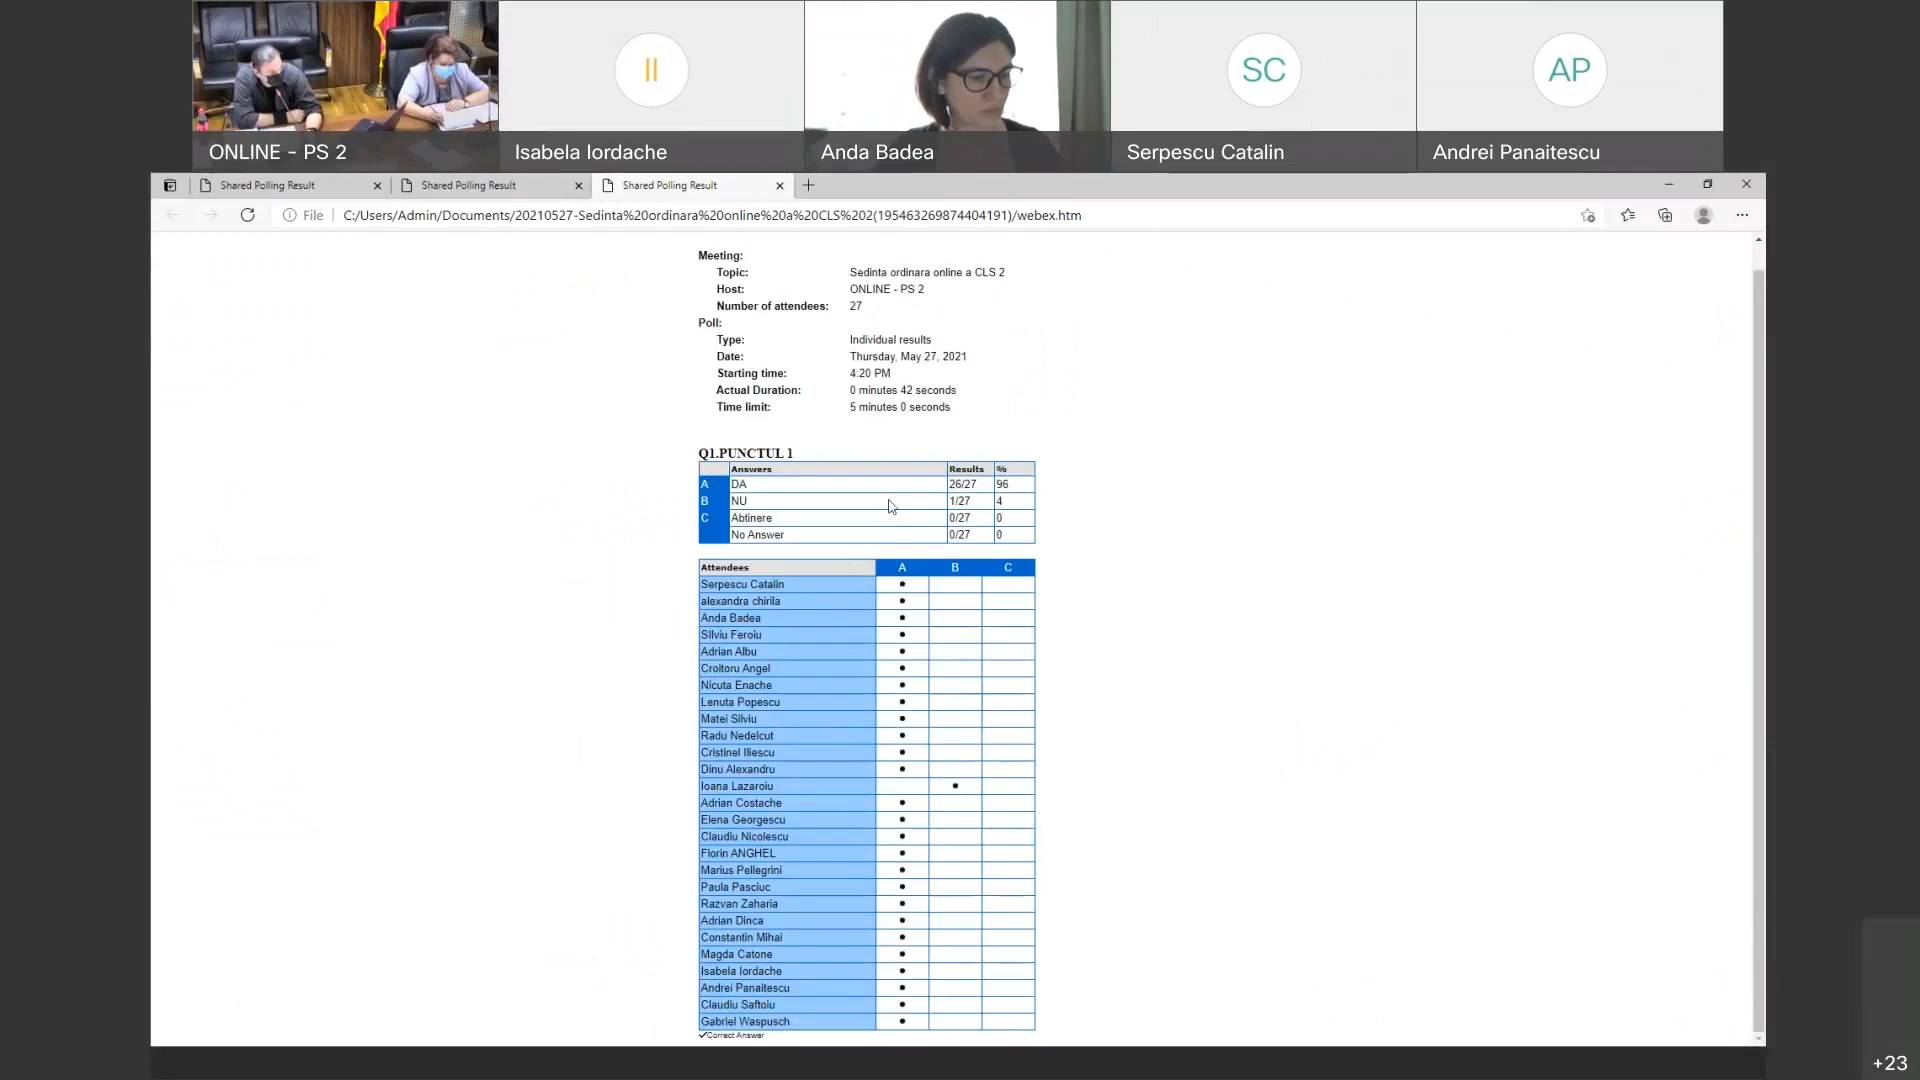 II
SC
AP
ONLINE - PS 2
Isabela Iordache
Anda Badea
Serpescu Catalin
Andrei Panaitescu
Shared Polling Result
Shared Polling Result
Shared Polling Result
File
C:/Users/Admin/Documents/20210527-Sedinta%20ordinara%20online%20a%20CLS%202(195463269874404191)/webex.htm
Meeting:
Topic: Sedinta ordinara online a CLS 2
Host: ONLINE - PS 2
Number of attendees: 27
Poll:
Type: Individual results
Date: Thursday, May 27, 2021
Starting time: 4:20 PM
Actual Duration: 0 minutes 42 seconds
Time limit: 5 minutes 0 seconds
Q1.PUNCTUL 1
Answers Results %
A DA 26/27 96
B NU 1/27 4
C Abtinere 0/27 0
No Answer 0/27 0
Attendees A B C
Serpescu Catalin
alexandra chirila
Anda Badea
SIlviu Feroiu
Adrian Albu
Croitoru Angel
Nicuta Enache
Lenuta Popescu
Matei Silviu
Radu Nedelcut
Cristinel Iliescu
Dinu Alexandru
Ioana Lazaroiu
Adrian Costache
Elena Georgescu
Claudiu Nicolescu
Florin ANGHEL
Marius Pellegrini
Paula Pasciuc
Razvan Zaharia
Adrian Dinca
Constantin Mihai
Magda Catone
Isabela Iordache
Andrei Panaitescu
Claudiu Saftoiu
Gabriel Waspusch
✓Correct Answer
+23